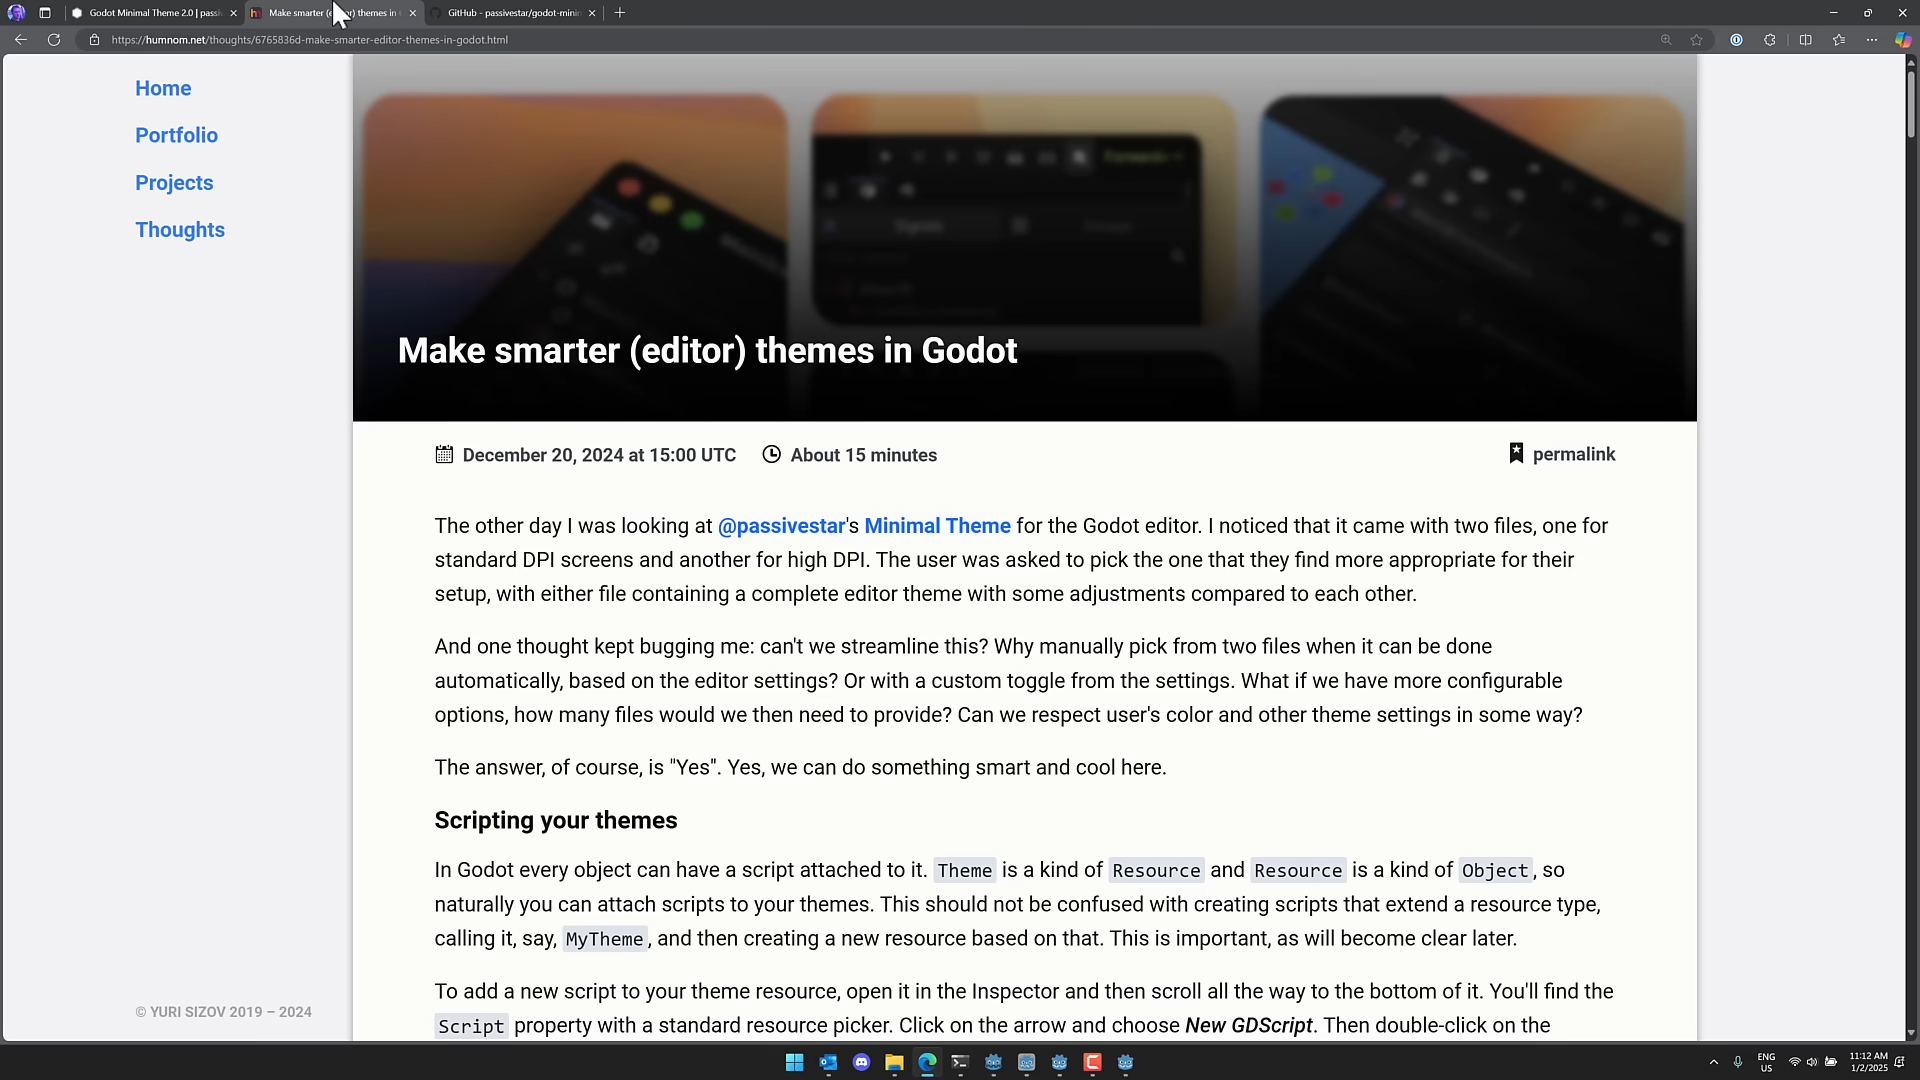 Godot Minimal Theme 2.0 | passi
Make smarter (e or) themes in
GitHub - passivestar/godot-minim
https://humnom.net/thoughts/6765836d-make-smarter-editor-themes-in-godot.html
Home
Portfolio
Projects
Thoughts
Make smarter (editor) themes in Godot
December 20, 2024 at 15:00 UTC
About 15 minutes
permalink
The other day I was looking at @passivestar's Minimal Theme for the Godot editor. I noticed that it came with two files, one for
standard DPI screens and another for high DPI. The user was asked to pick the one that they find more appropriate for their
setup, with either file containing a complete editor theme with some adjustments compared to each other.
And one thought kept bugging me: can't we streamline this? Why manually pick from two files when it can be done
automatically, based on the editor settings? Or with a custom toggle from the settings. What if we have more configurable
options, how many files would we then need to provide? Can we respect user's color and other theme settings in some way?
The answer, of course, is "Yes". Yes, we can do something smart and cool here.
Scripting your themes
In Godot every object can have a script attached to it. Theme is a kind of Resource and Resource is a kind of Object, so
naturally you can attach scripts to your themes. This should not be confused with creating scripts that extend a resource type,
calling it, say, MyTheme, and then creating a new resource based on that. This is important, as will become clear later.
To add a new script to your theme resource, open it in the Inspector and then scroll all the way to the bottom of it. You'll find the
Script property with a standard resource picker. Click on the arrow and choose New GDScript. Then double-click on the
© YURI SIZOV 2019 – 2024
ENG
US
11:12 AM
1/2/2025